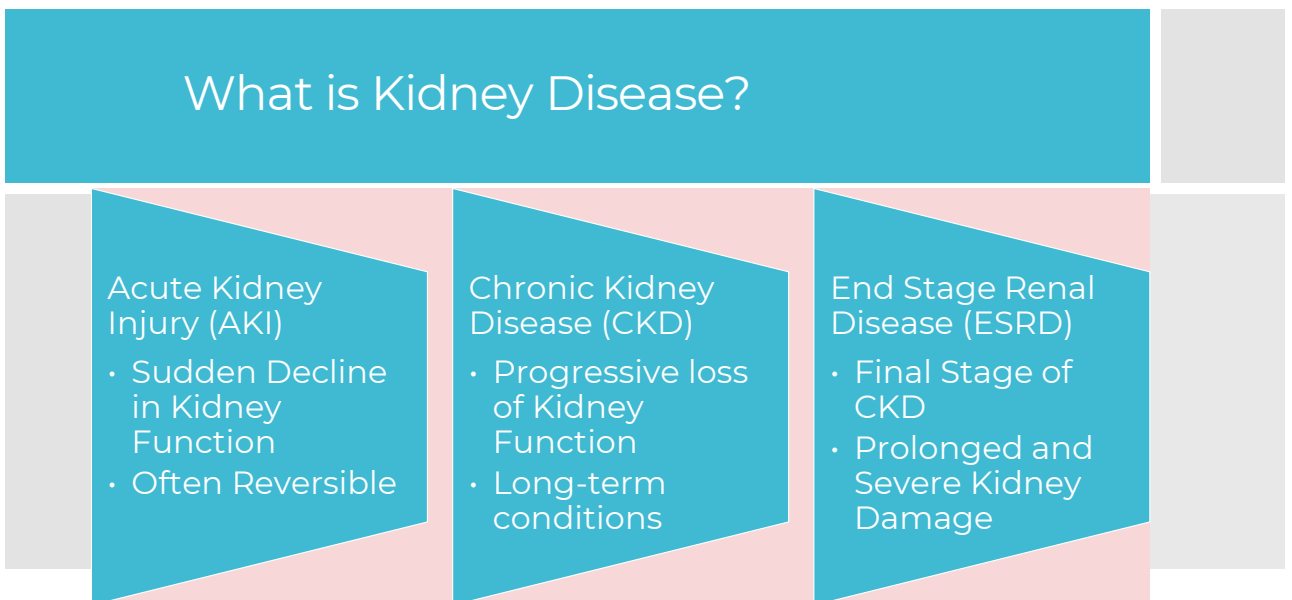 What is Kidney Disease?
Acute Kidney
Injury (AKI)
• Sudden Decline
in Kidney
Function
• Often Reversible
Chronic Kidney
Disease (CKD)
• Progressive loss
of Kidney
Function
• Long-term
conditions
End Stage Renal
Disease (ESRD)
• Final Stage of
CKD
• Prolonged and
Severe Kidney
Damage